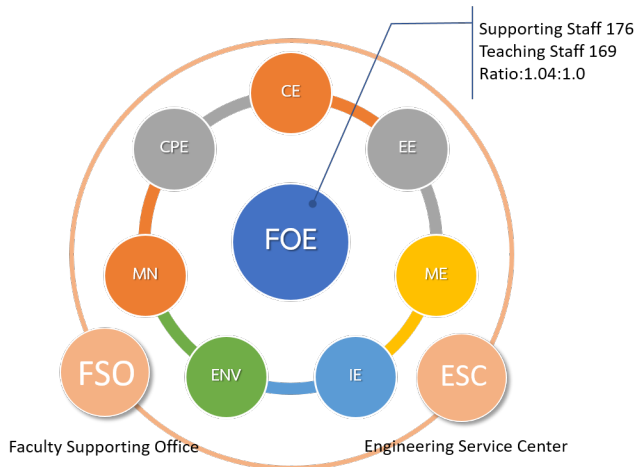 Supporting Staff 176
Teaching Staff 169
Ratio:1.04:1.0
CE
CPE
EE
FOE
MN
ME
FSO
ENV
IE
ESC
Faculty Supporting Office
Engineering Service Center